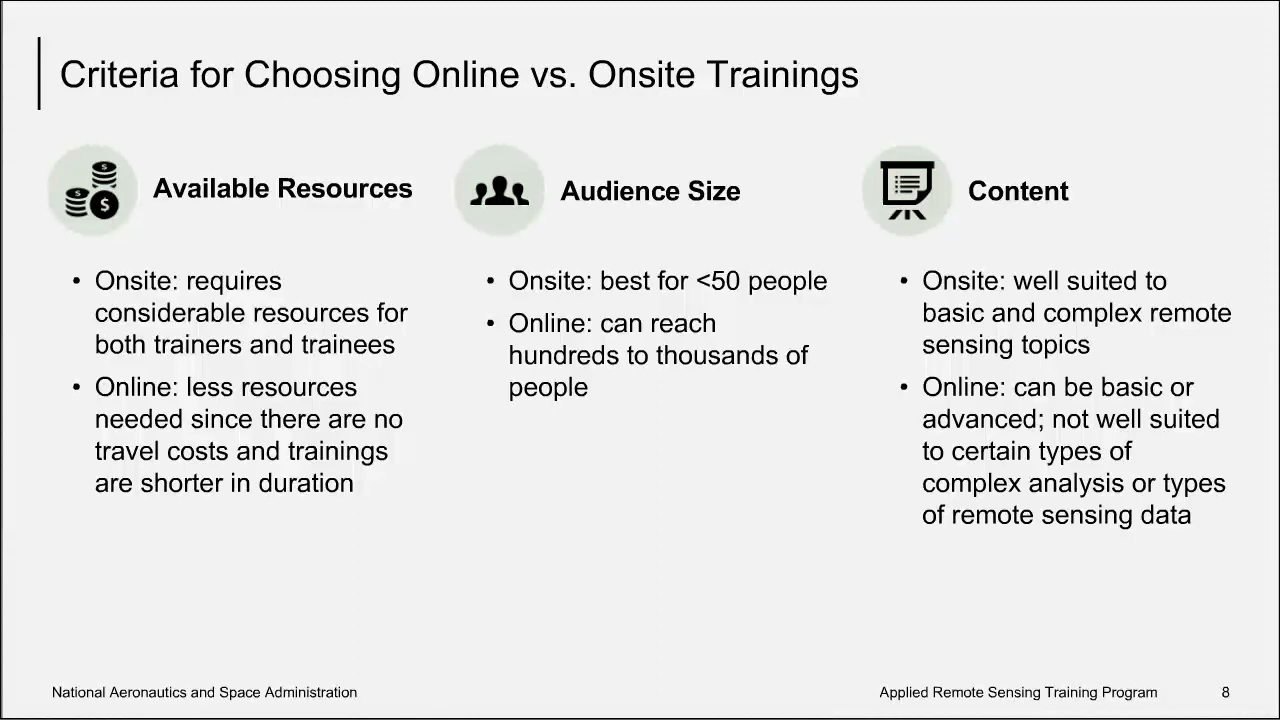 Criteria for Choosing Online vs. Onsite Trainings
Available Resources
• Onsite: requires
considerable resources for
both trainers and trainees
• Online: less resources
needed since there are no
travel costs and trainings
are shorter in duration
Audience Size
• Onsite: best for <50 people
• Online: can reach
hundreds to thousands of
people
Content
• Onsite: well suited to
basic and complex remote
sensing topics
• Online: can be basic or
advanced; not well suited
to certain types of
complex analysis or types
of remote sensing data
National Aeronautics and Space Administration
Applied Remote Sensing Training Program
8